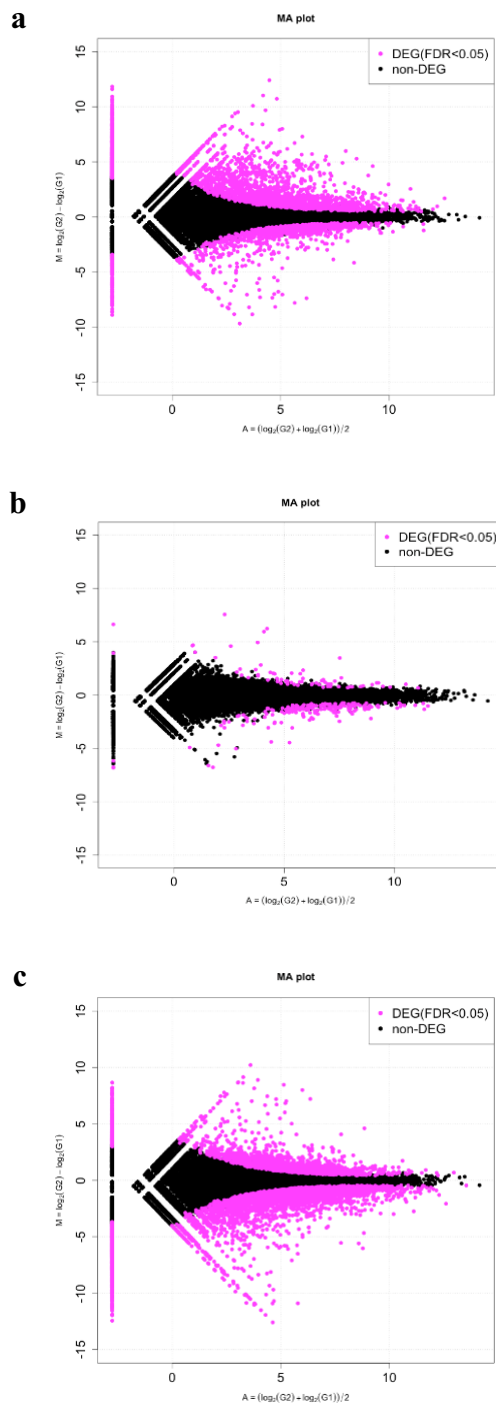 a
MA plot
DEG(FDR<0.05)
non-DEG
15
10
5
0
-5
-10
-15
M = log₂(G2) − log₂(G1)
0 5 10
A = (log₂(G2) + log₂(G1))/2
b
MA plot
DEG(FDR<0.05)
non-DEG
15
10
5
0
-5
-10
-15
M = log₂(G2) − log₂(G1)
0 5 10
A = (log₂(G2) + log₂(G1))/2
c
MA plot
DEG(FDR<0.05)
non-DEG
15
10
5
0
-5
-10
-15
M = log₂(G2) − log₂(G1)
0 5 10
A = (log₂(G2) + log₂(G1))/2